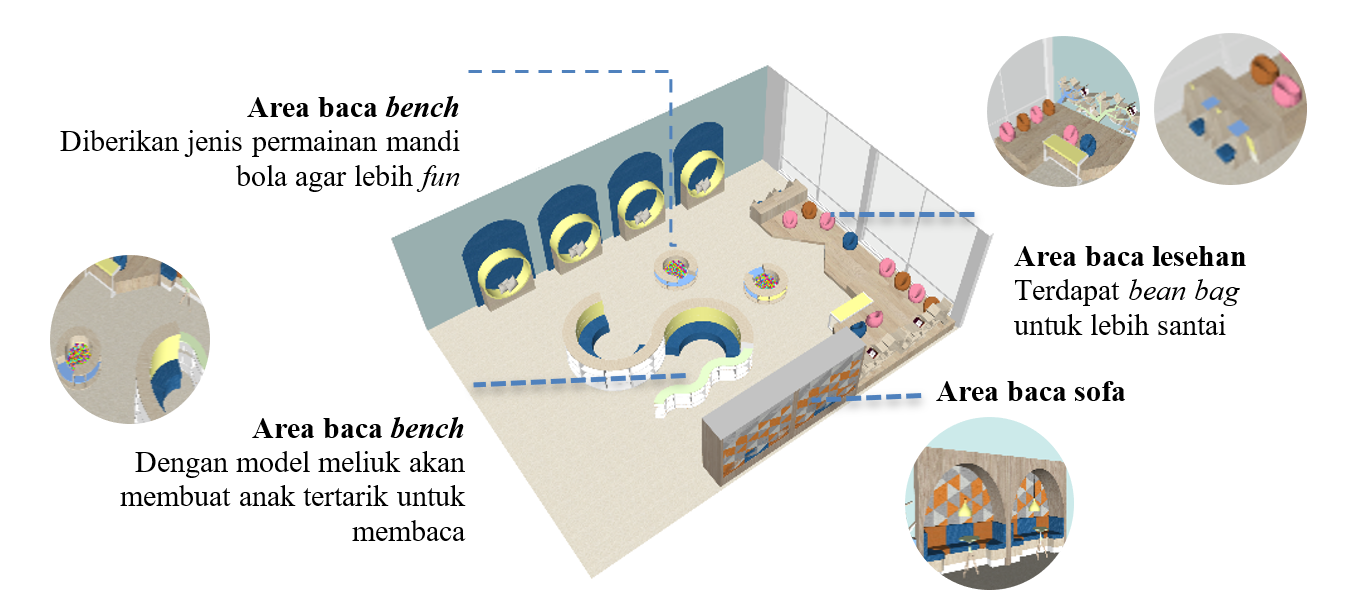 Area baca bench
Diberikan jenis permainan mandi
bola agar lebih fun
Area baca lesehan
Terdapat bean bag
untuk lebih santai
Area baca sofa
Area baca bench
Dengan model meliuk akan
membuat anak tertarik untuk
membaca